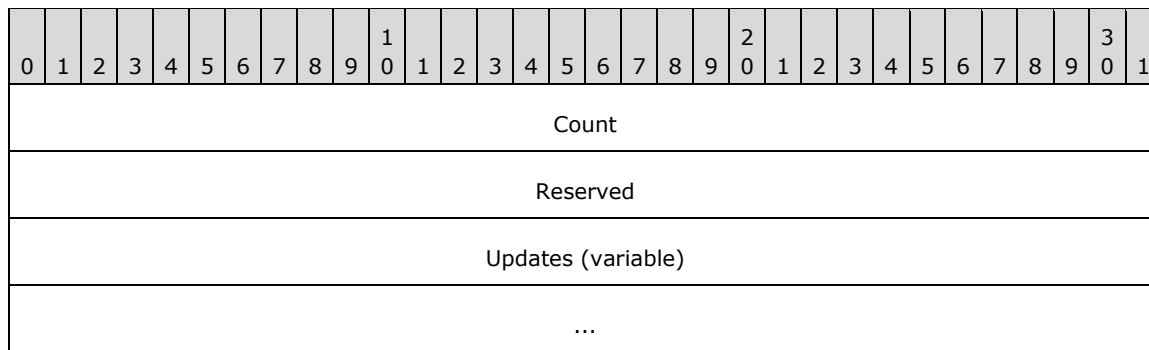 1 2 3
0 1 2 3 4 5 6 7 8 9 0 1 2 3 4 5 6 7 8 9 0 1 2 3 4 5 6 7 8 9 0 1
Count
Reserved
Updates (variable)
...